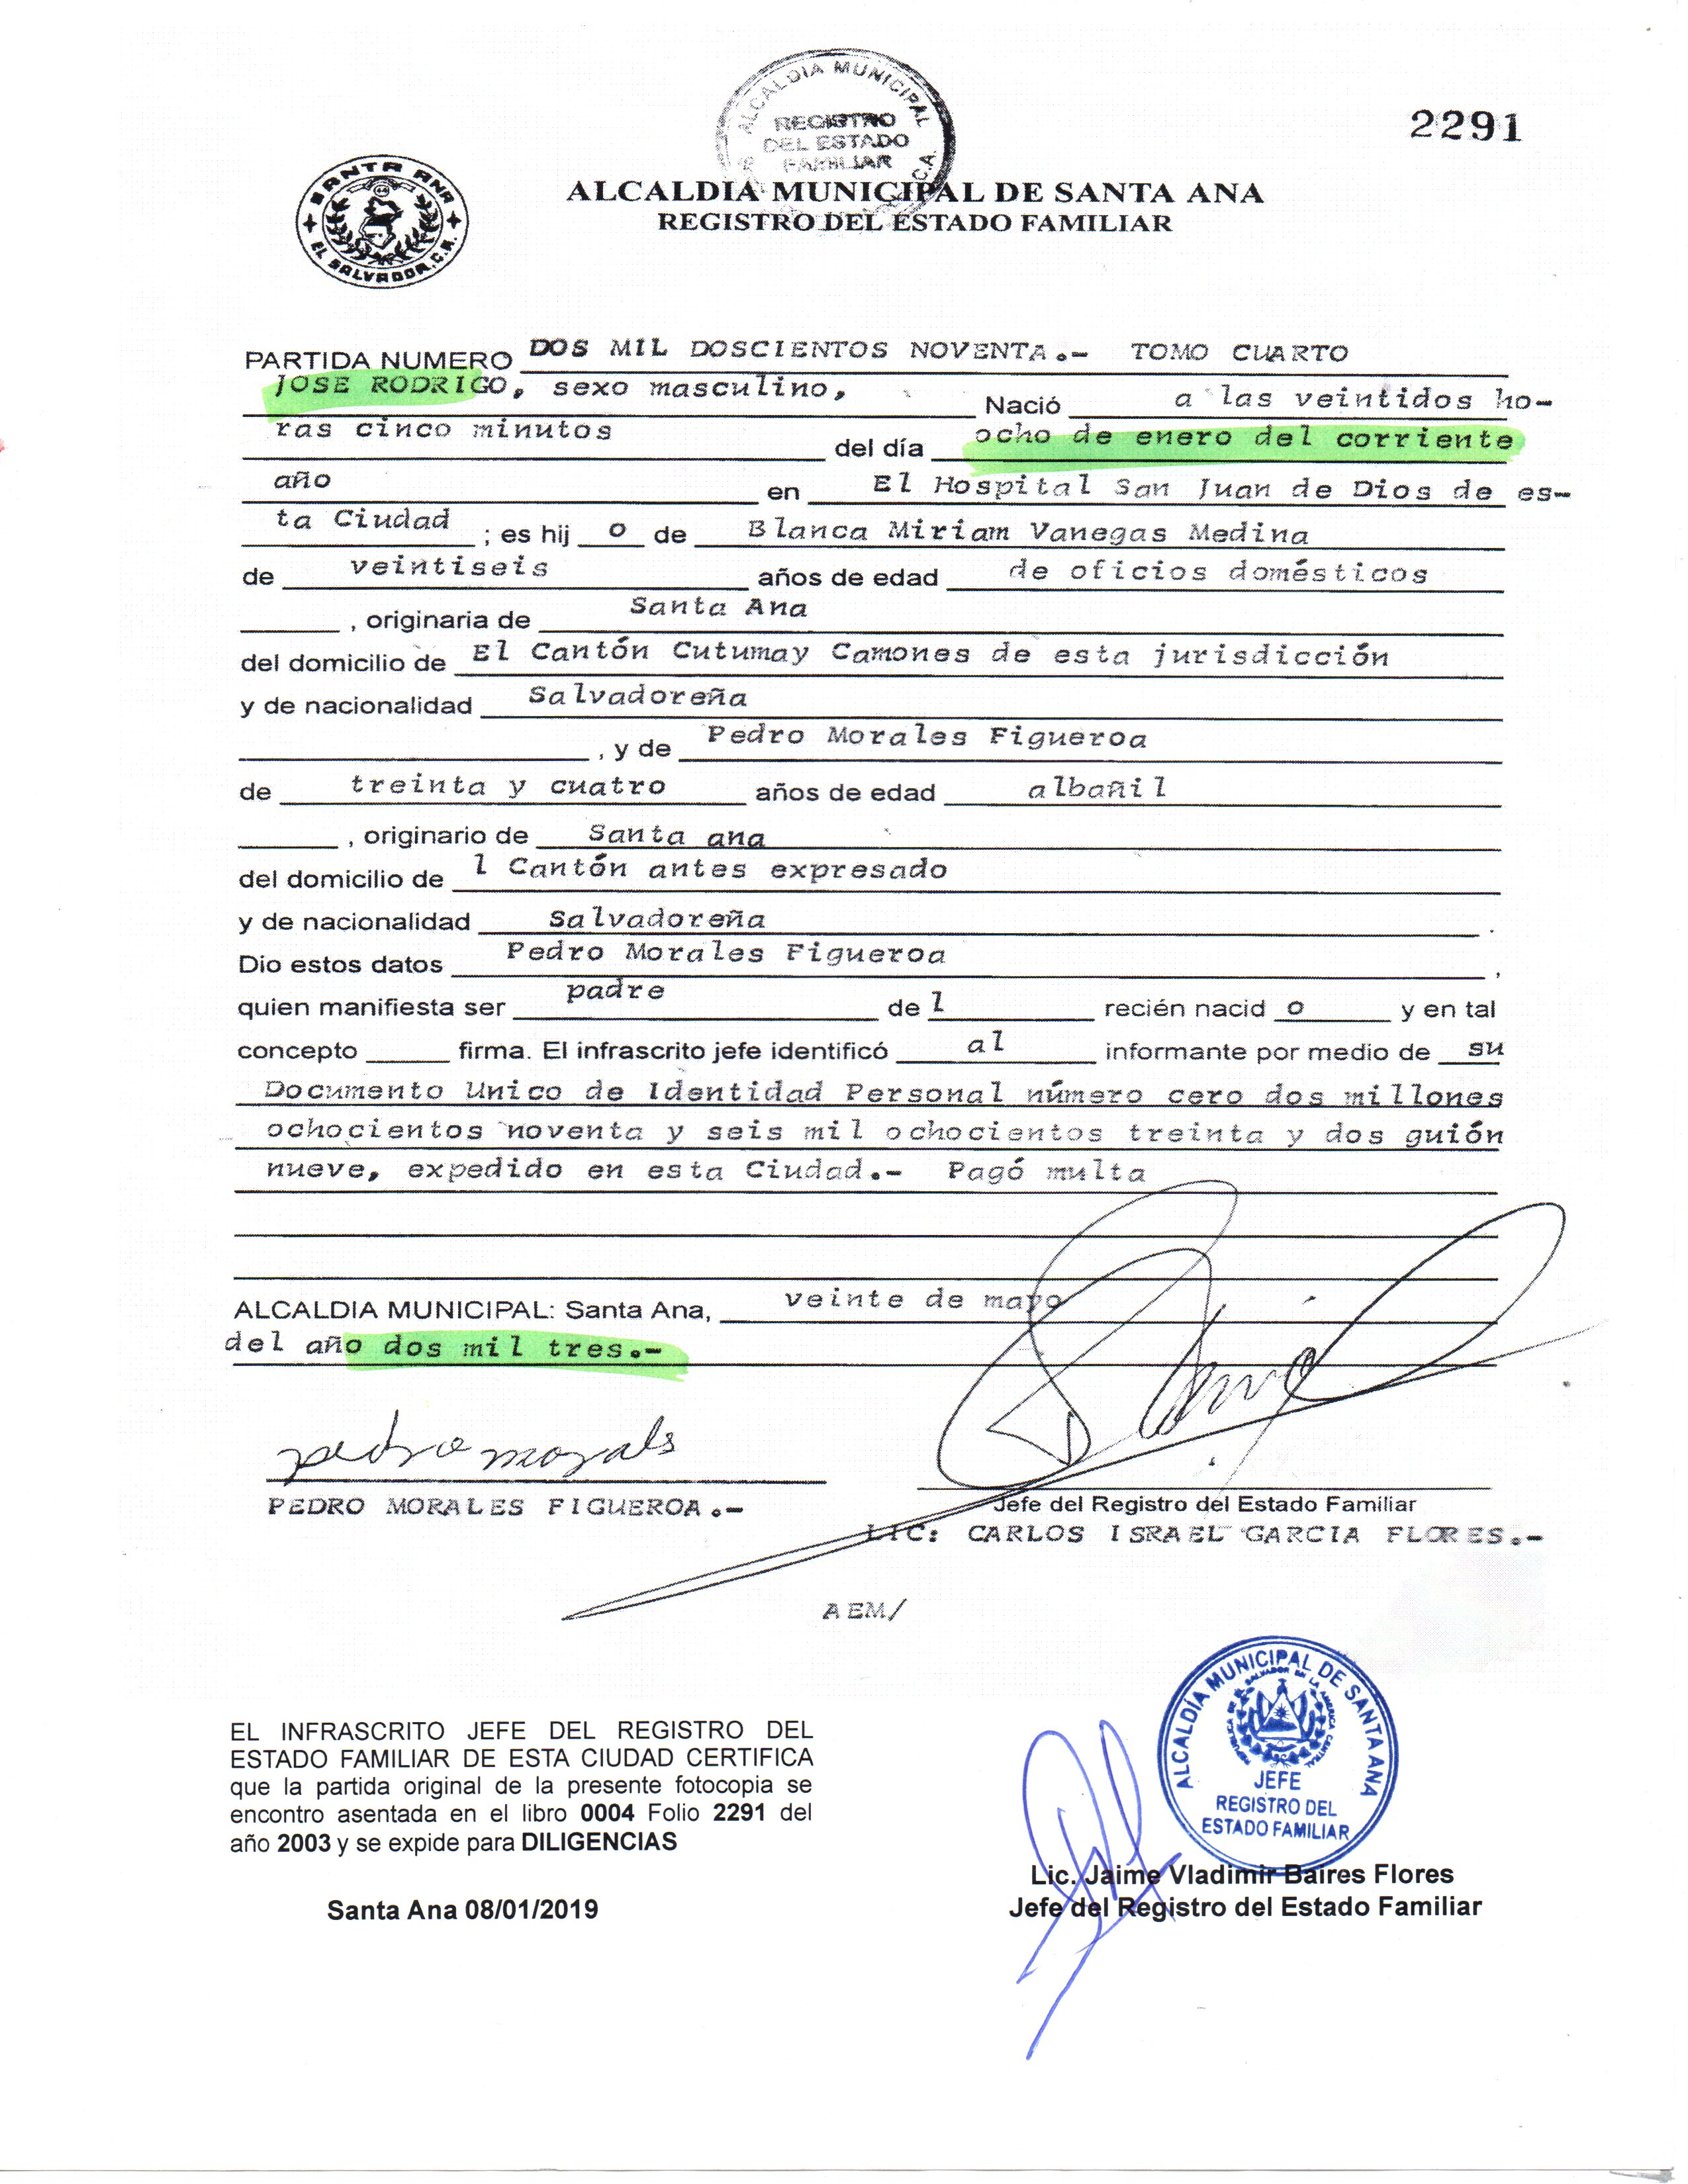 ALCALDIA MUNICIPAL
REGISTRO
DEL ESTADO
FAMILIAR
C.A.
2291
SANTA ANA
EL SALVADOR, C.A.
ALCALDIA MUNICIPAL DE SANTA ANA
REGISTRO DEL ESTADO FAMILIAR
PARTIDA NUMERO DOS MIL DOSCIENTOS NOVENTA.- TOMO CUARTO
JOSE RODRIGO, sexo masculino, Nació a las veintidos ho-
ras cinco minutos del día ocho de enero del corriente
año en El Hospital San Juan de Dios de es-
ta Ciudad ; es hij o de Blanca Miriam Vanegas Medina
de veintiseis años de edad de oficios domésticos
, originaria de Santa Ana
del domicilio de El Cantón Cutumay Camones de esta jurisdicción
y de nacionalidad Salvadoreña
, y de Pedro Morales Figueroa
de treinta y cuatro años de edad albañil
, originario de Santa ana
del domicilio de l Cantón antes expresado
y de nacionalidad Salvadoreña .
Dio estos datos Pedro Morales Figueroa ,
quien manifiesta ser padre de l recién nacid o y en tal
concepto firma. El infrascrito jefe identificó al informante por medio de su
Documento Unico de Identidad Personal número cero dos millones
ochocientos noventa y seis mil ochocientos treinta y dos guión
nueve, expedido en esta Ciudad.- Pagó multa
ALCALDIA MUNICIPAL: Santa Ana, veinte de mayo
del año dos mil tres.-
pedro morals
PEDRO MORALES FIGUEROA.-
Jefe del Registro del Estado Familiar
LIC: CARLOS ISRAEL GARCIA FLORES.-
AEM/
EL INFRASCRITO JEFE DEL REGISTRO DEL
ESTADO FAMILIAR DE ESTA CIUDAD CERTIFICA
que la partida original de la presente fotocopia se
encontro asentada en el libro 0004 Folio 2291 del
año 2003 y se expide para DILIGENCIAS
Santa Ana 08/01/2019
ALCALDÍA MUNICIPAL DE SANTA ANA
REPUBLICA DE EL SALVADOR EN LA AMERICA CENTRAL
JEFE
REGISTRO DEL
ESTADO FAMILIAR
Lic. Jaime Vladimir Baires Flores
Jefe del Registro del Estado Familiar